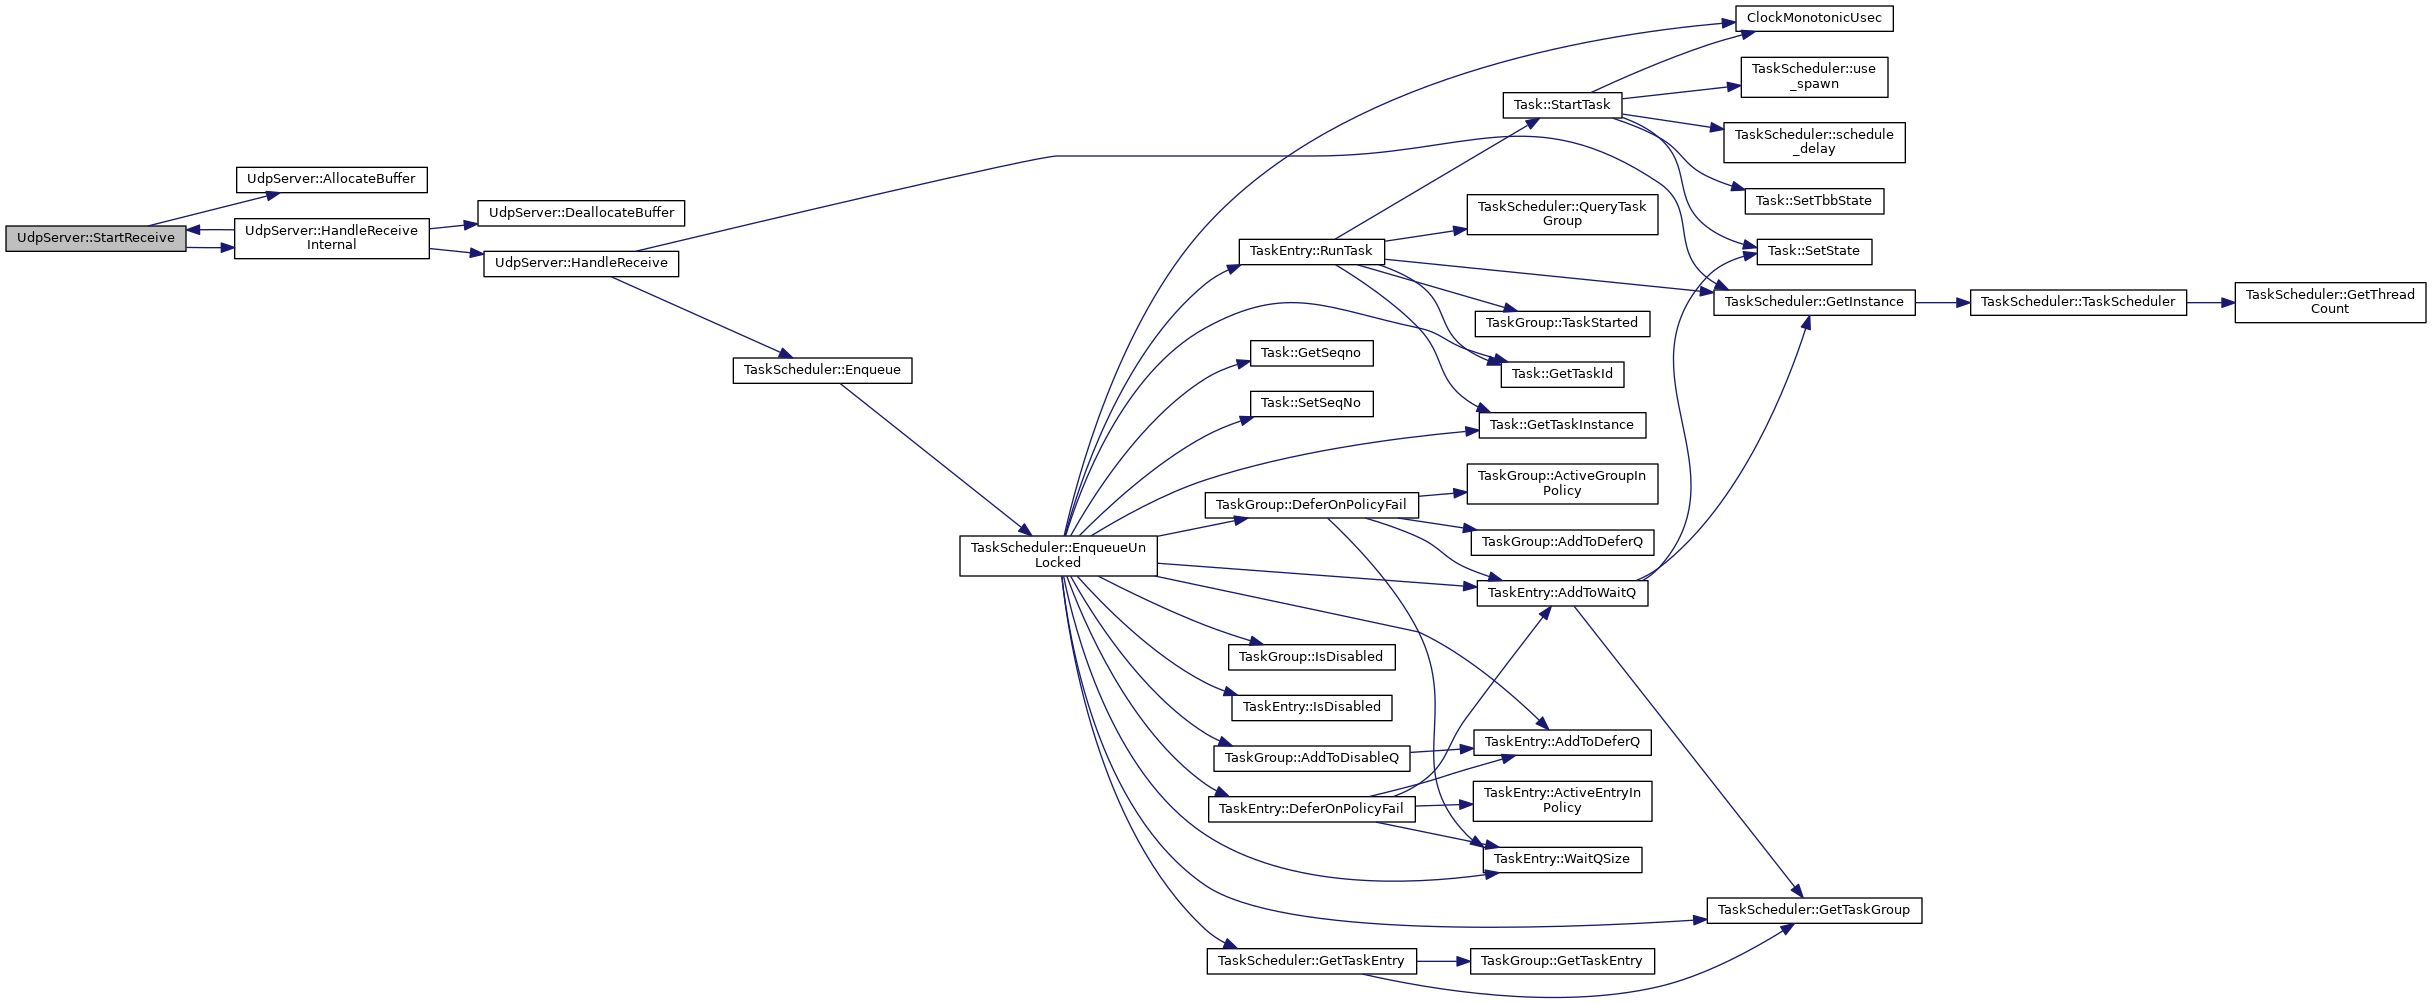 UdpServer::StartReceive
UdpServer::AllocateBuffer
UdpServer::HandleReceive
Internal
UdpServer::DeallocateBuffer
UdpServer::HandleReceive
TaskScheduler::Enqueue
TaskScheduler::EnqueueUn
Locked
TaskEntry::RunTask
Task::GetSeqno
Task::SetSeqNo
TaskGroup::DeferOnPolicyFail
TaskGroup::IsDisabled
TaskEntry::IsDisabled
TaskGroup::AddToDisableQ
TaskEntry::DeferOnPolicyFail
TaskScheduler::GetTaskEntry
Task::StartTask
TaskScheduler::QueryTask
Group
TaskGroup::TaskStarted
Task::GetTaskId
Task::GetTaskInstance
TaskGroup::ActiveGroupIn
Policy
TaskGroup::AddToDeferQ
TaskEntry::AddToWaitQ
TaskEntry::AddToDeferQ
TaskEntry::ActiveEntryIn
Policy
TaskEntry::WaitQSize
TaskGroup::GetTaskEntry
ClockMonotonicUsec
TaskScheduler::use
_spawn
TaskScheduler::schedule
_delay
Task::SetTbbState
Task::SetState
TaskScheduler::GetInstance
TaskScheduler::GetTaskGroup
TaskScheduler::TaskScheduler
TaskScheduler::GetThread
Count